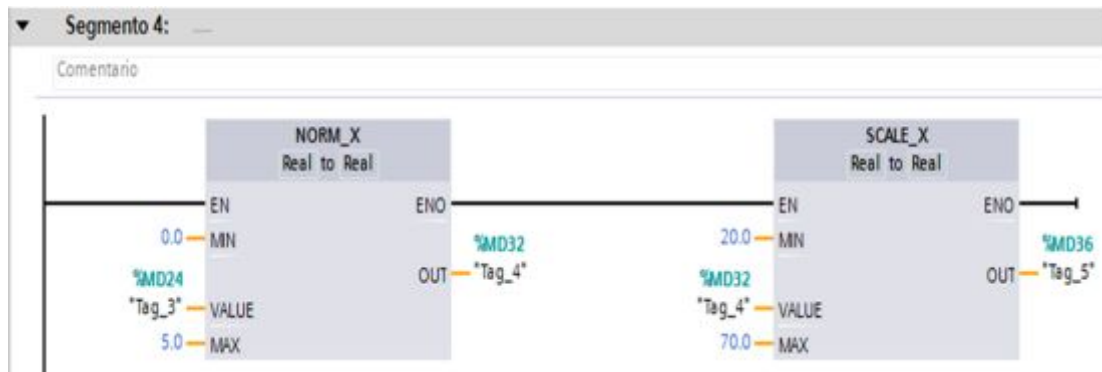 Segmento 4:
Comentario
NORM_X
Real to Real
EN
ENO
0.0
MIN
%MD24
"Tag_3"
VALUE
5.0
MAX
%MD32
"Tag_4"
OUT
SCALE_X
Real to Real
EN
ENO
20.0
MIN
%MD32
"Tag_4"
VALUE
70.0
MAX
%MD36
"Tag_5"
OUT